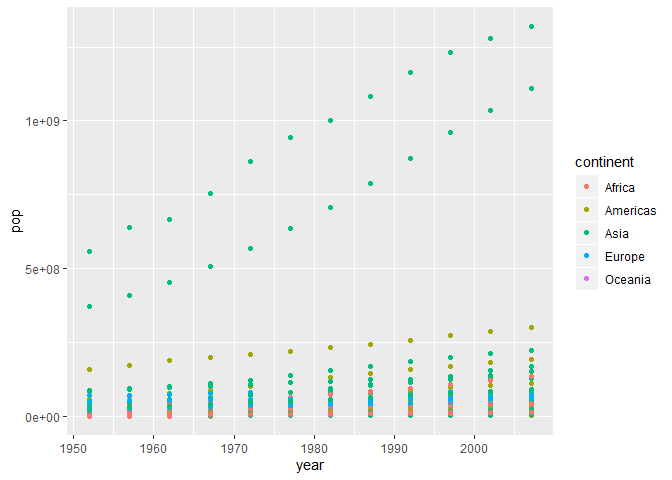 1e+09
5e+08
0e+00
pop
1950
1960
1970
1980
1990
2000
year
continent
Africa
Americas
Asia
Europe
Oceania